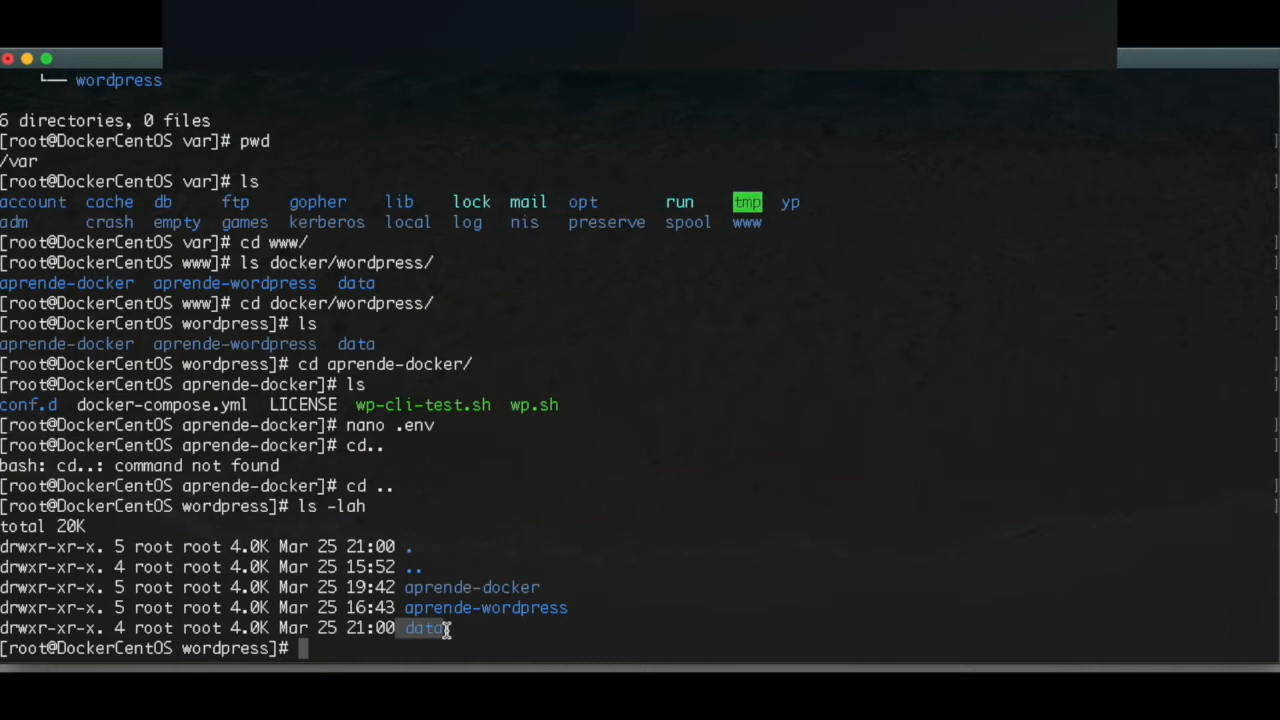 └── wordpress
6 directories, 0 files
[root@DockerCentOS var]# pwd
/var
[root@DockerCentOS var]# ls
account cache db ftp gopher lib lock mail opt run tmp yp
adm crash empty games kerberos local log nis preserve spool www
[root@DockerCentOS var]# cd www/
[root@DockerCentOS www]# ls docker/wordpress/
aprende-docker aprende-wordpress data
[root@DockerCentOS www]# cd docker/wordpress/
[root@DockerCentOS wordpress]# ls
aprende-docker aprende-wordpress data
[root@DockerCentOS wordpress]# cd aprende-docker/
[root@DockerCentOS aprende-docker]# ls
conf.d docker-compose.yml LICENSE wp-cli-test.sh wp.sh
[root@DockerCentOS aprende-docker]# nano .env
[root@DockerCentOS aprende-docker]# cd..
bash: cd..: command not found
[root@DockerCentOS aprende-docker]# cd ..
[root@DockerCentOS wordpress]# ls -lah
total 20K
drwxr-xr-x. 5 root root 4.0K Mar 25 21:00 .
drwxr-xr-x. 4 root root 4.0K Mar 25 15:52 ..
drwxr-xr-x. 5 root root 4.0K Mar 25 19:42 aprende-docker
drwxr-xr-x. 5 root root 4.0K Mar 25 16:43 aprende-wordpress
drwxr-xr-x. 4 root root 4.0K Mar 25 21:00 data
[root@DockerCentOS wordpress]#